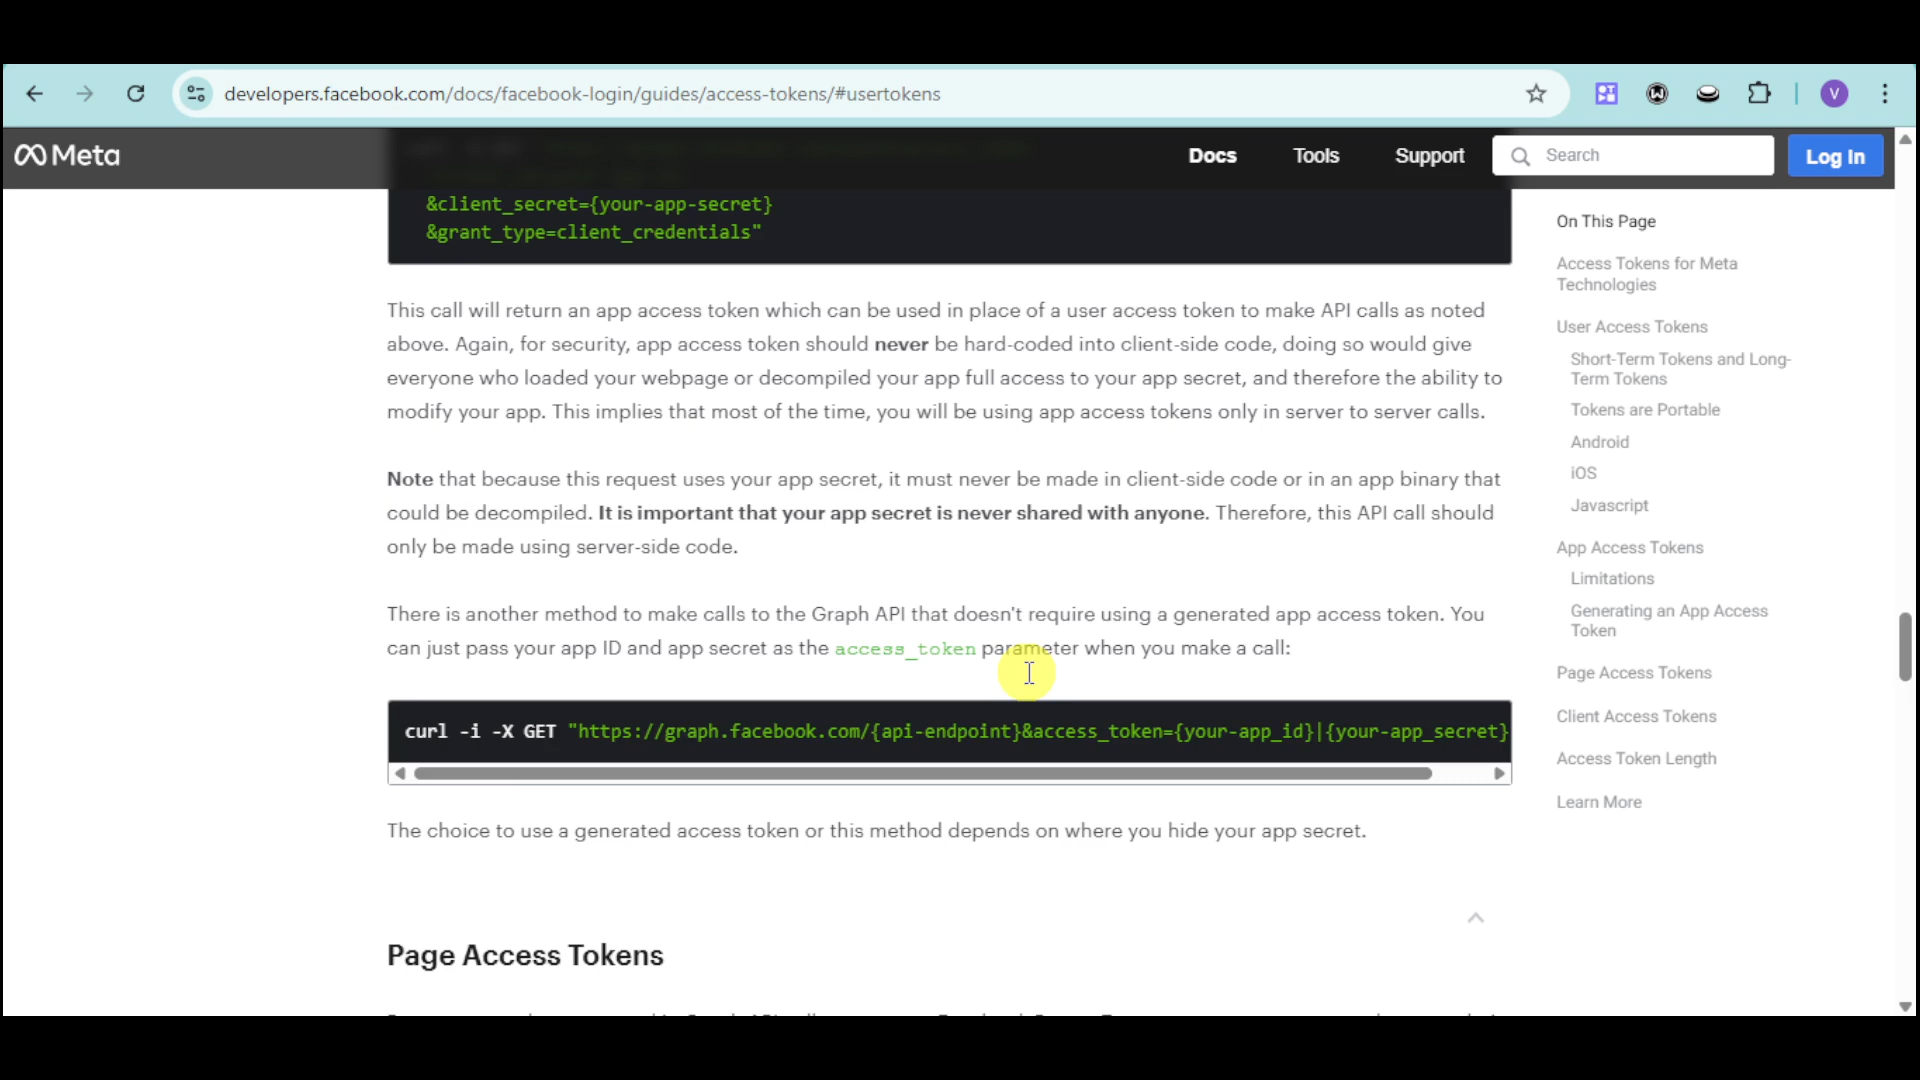 developers.facebook.com/docs/facebook-login/guides/access-tokens/#usertokens
V
Meta
Docs
Tools
Support
Search
Log In
&client_secret={your-app-secret}
&grant_type=client_credentials"
This call will return an app access token which can be used in place of a user access token to make API calls as noted
above. Again, for security, app access token should never be hard-coded into client-side code, doing so would give
everyone who loaded your webpage or decompiled your app full access to your app secret, and therefore the ability to
modify your app. This implies that most of the time, you will be using app access tokens only in server to server calls.
Note that because this request uses your app secret, it must never be made in client-side code or in an app binary that
could be decompiled. It is important that your app secret is never shared with anyone. Therefore, this API call should
only be made using server-side code.
There is another method to make calls to the Graph API that doesn't require using a generated app access token. You
can just pass your app ID and app secret as the access_token parameter when you make a call:
curl -i -X GET "https://graph.facebook.com/{api-endpoint}&access_token={your-app_id}|{your-app_secret}
The choice to use a generated access token or this method depends on where you hide your app secret.
Page Access Tokens
On This Page
Access Tokens for Meta
Technologies
User Access Tokens
Short-Term Tokens and Long-
Term Tokens
Tokens are Portable
Android
iOS
Javascript
App Access Tokens
Limitations
Generating an App Access
Token
Page Access Tokens
Client Access Tokens
Access Token Length
Learn More